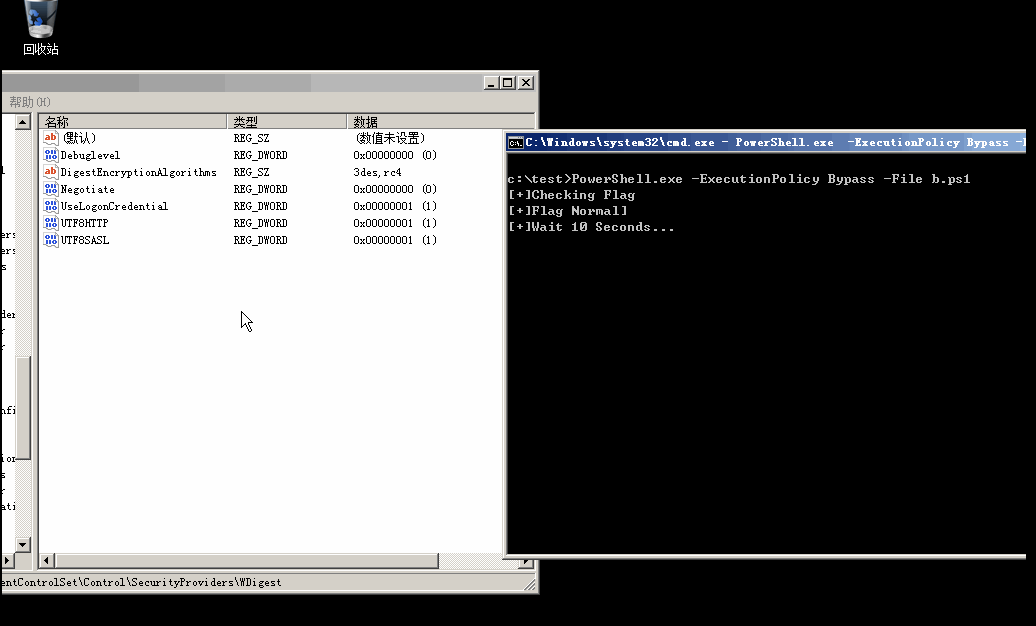 回收站
帮助(H)
名称 类型 数据
(默认) REG_SZ (数值未设置)
Debuglevel REG_DWORD 0x00000000 (0)
DigestEncryptionAlgorithms REG_SZ 3des,rc4
Negotiate REG_DWORD 0x00000000 (0)
UseLogonCredential REG_DWORD 0x00000001 (1)
UTF8HTTP REG_DWORD 0x00000001 (1)
UTF8SASL REG_DWORD 0x00000001 (1)
entControlSet\Control\SecurityProviders\WDigest
C:\Windows\system32\cmd.exe - PowerShell.exe -ExecutionPolicy Bypass -
c:\test>PowerShell.exe -ExecutionPolicy Bypass -File b.ps1
[+]Checking Flag
[+]Flag Normal]
[+]Wait 10 Seconds...